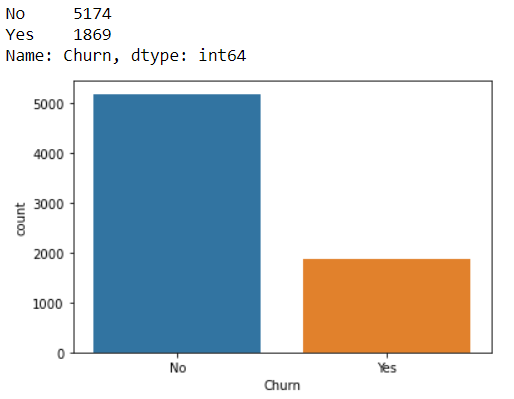 No     5174
Yes    1869
Name: Churn, dtype: int64
5000
4000
3000
2000
1000
0
count
No Yes
Churn